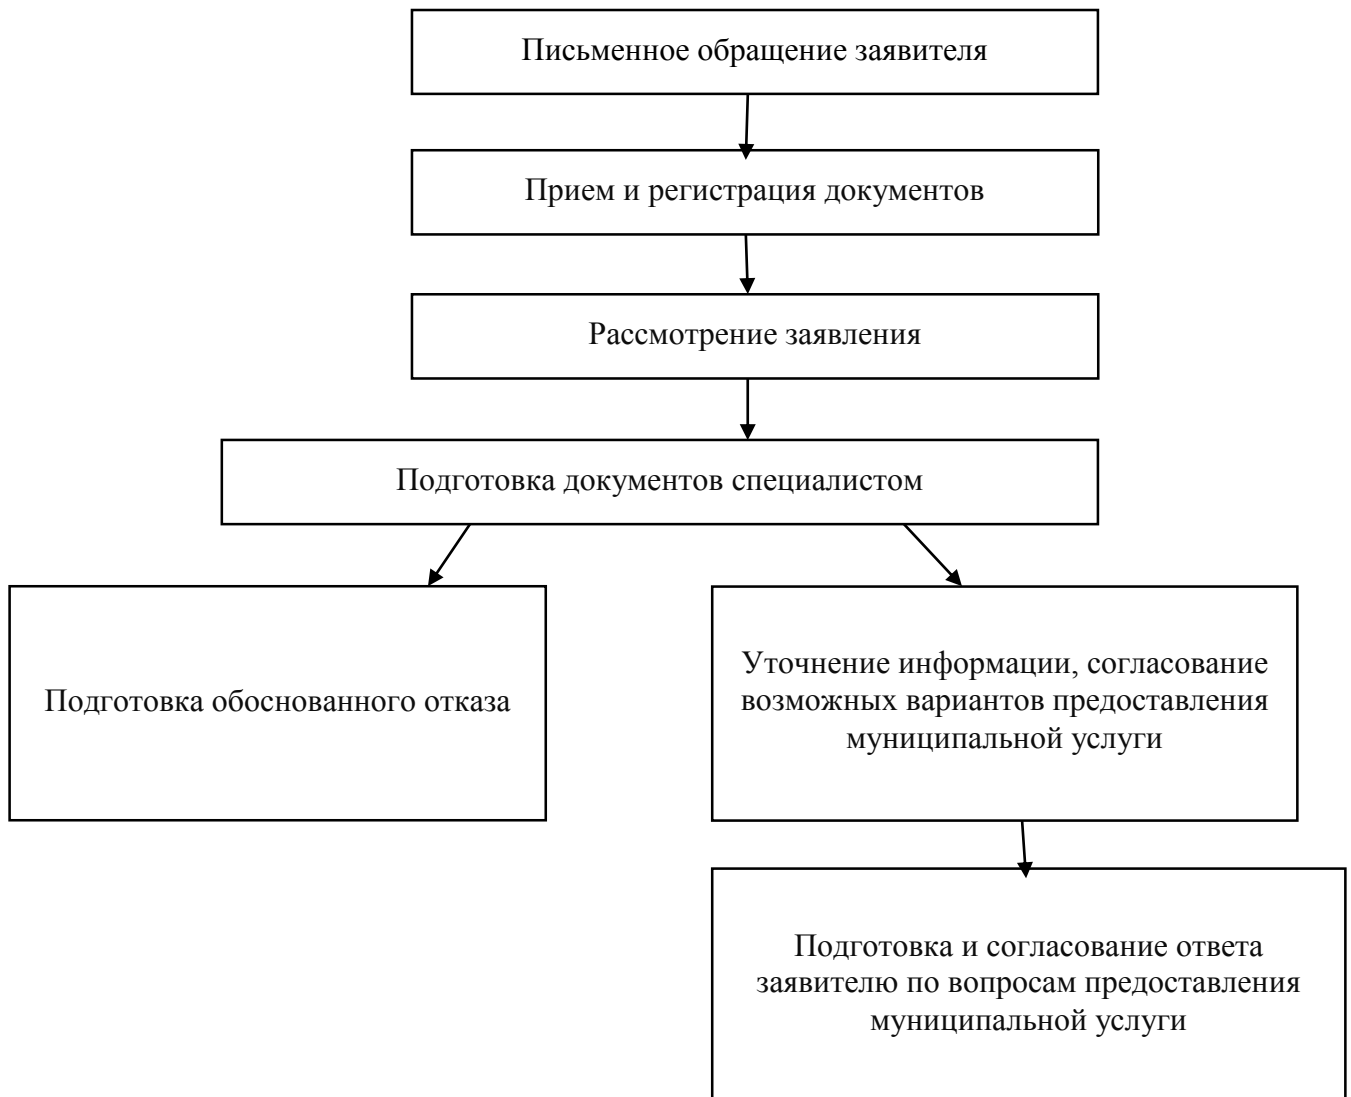 Письменное обращение заявителя
Прием и регистрация документов
Рассмотрение заявления
Подготовка документов специалистом
Подготовка обоснованного отказа
Уточнение информации, согласование
возможных вариантов предоставления
муниципальной услуги
Подготовка и согласование ответа
заявителю по вопросам предоставления
муниципальной услуги